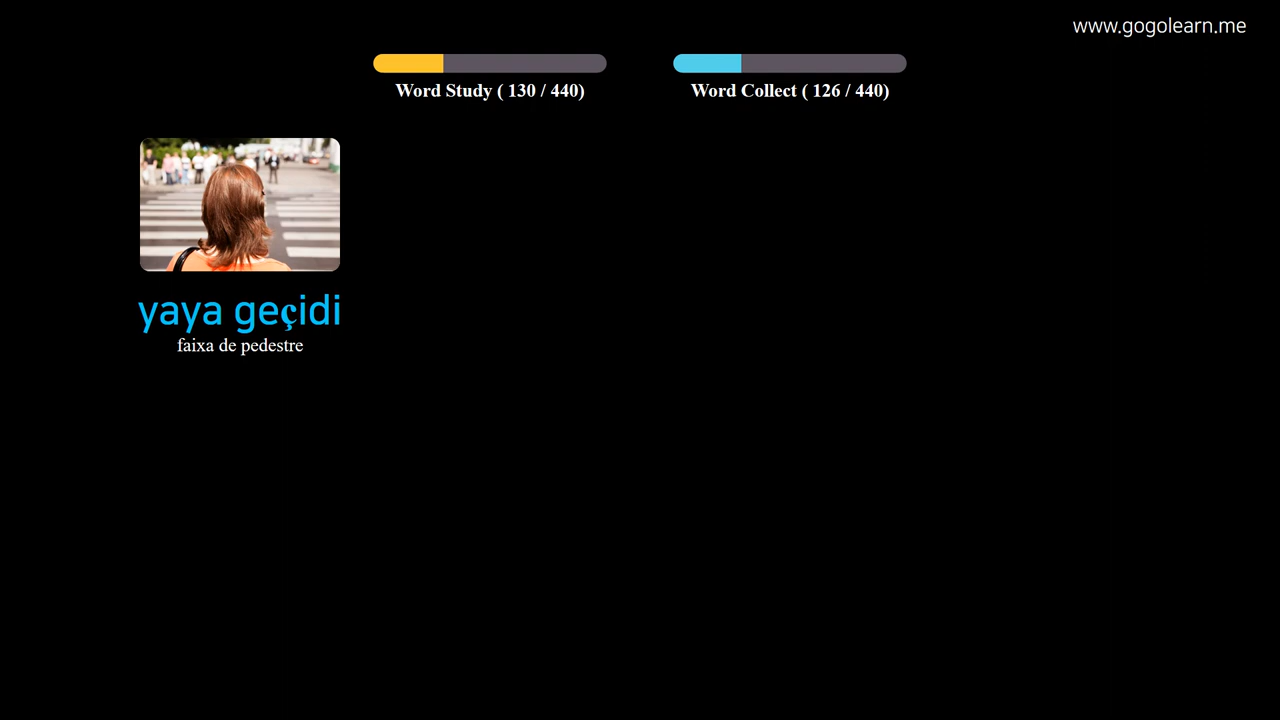 www.gogolearn.me
Word Study ( 130 / 440)
Word Collect ( 126 / 440)
yaya geçidi
faixa de pedestre